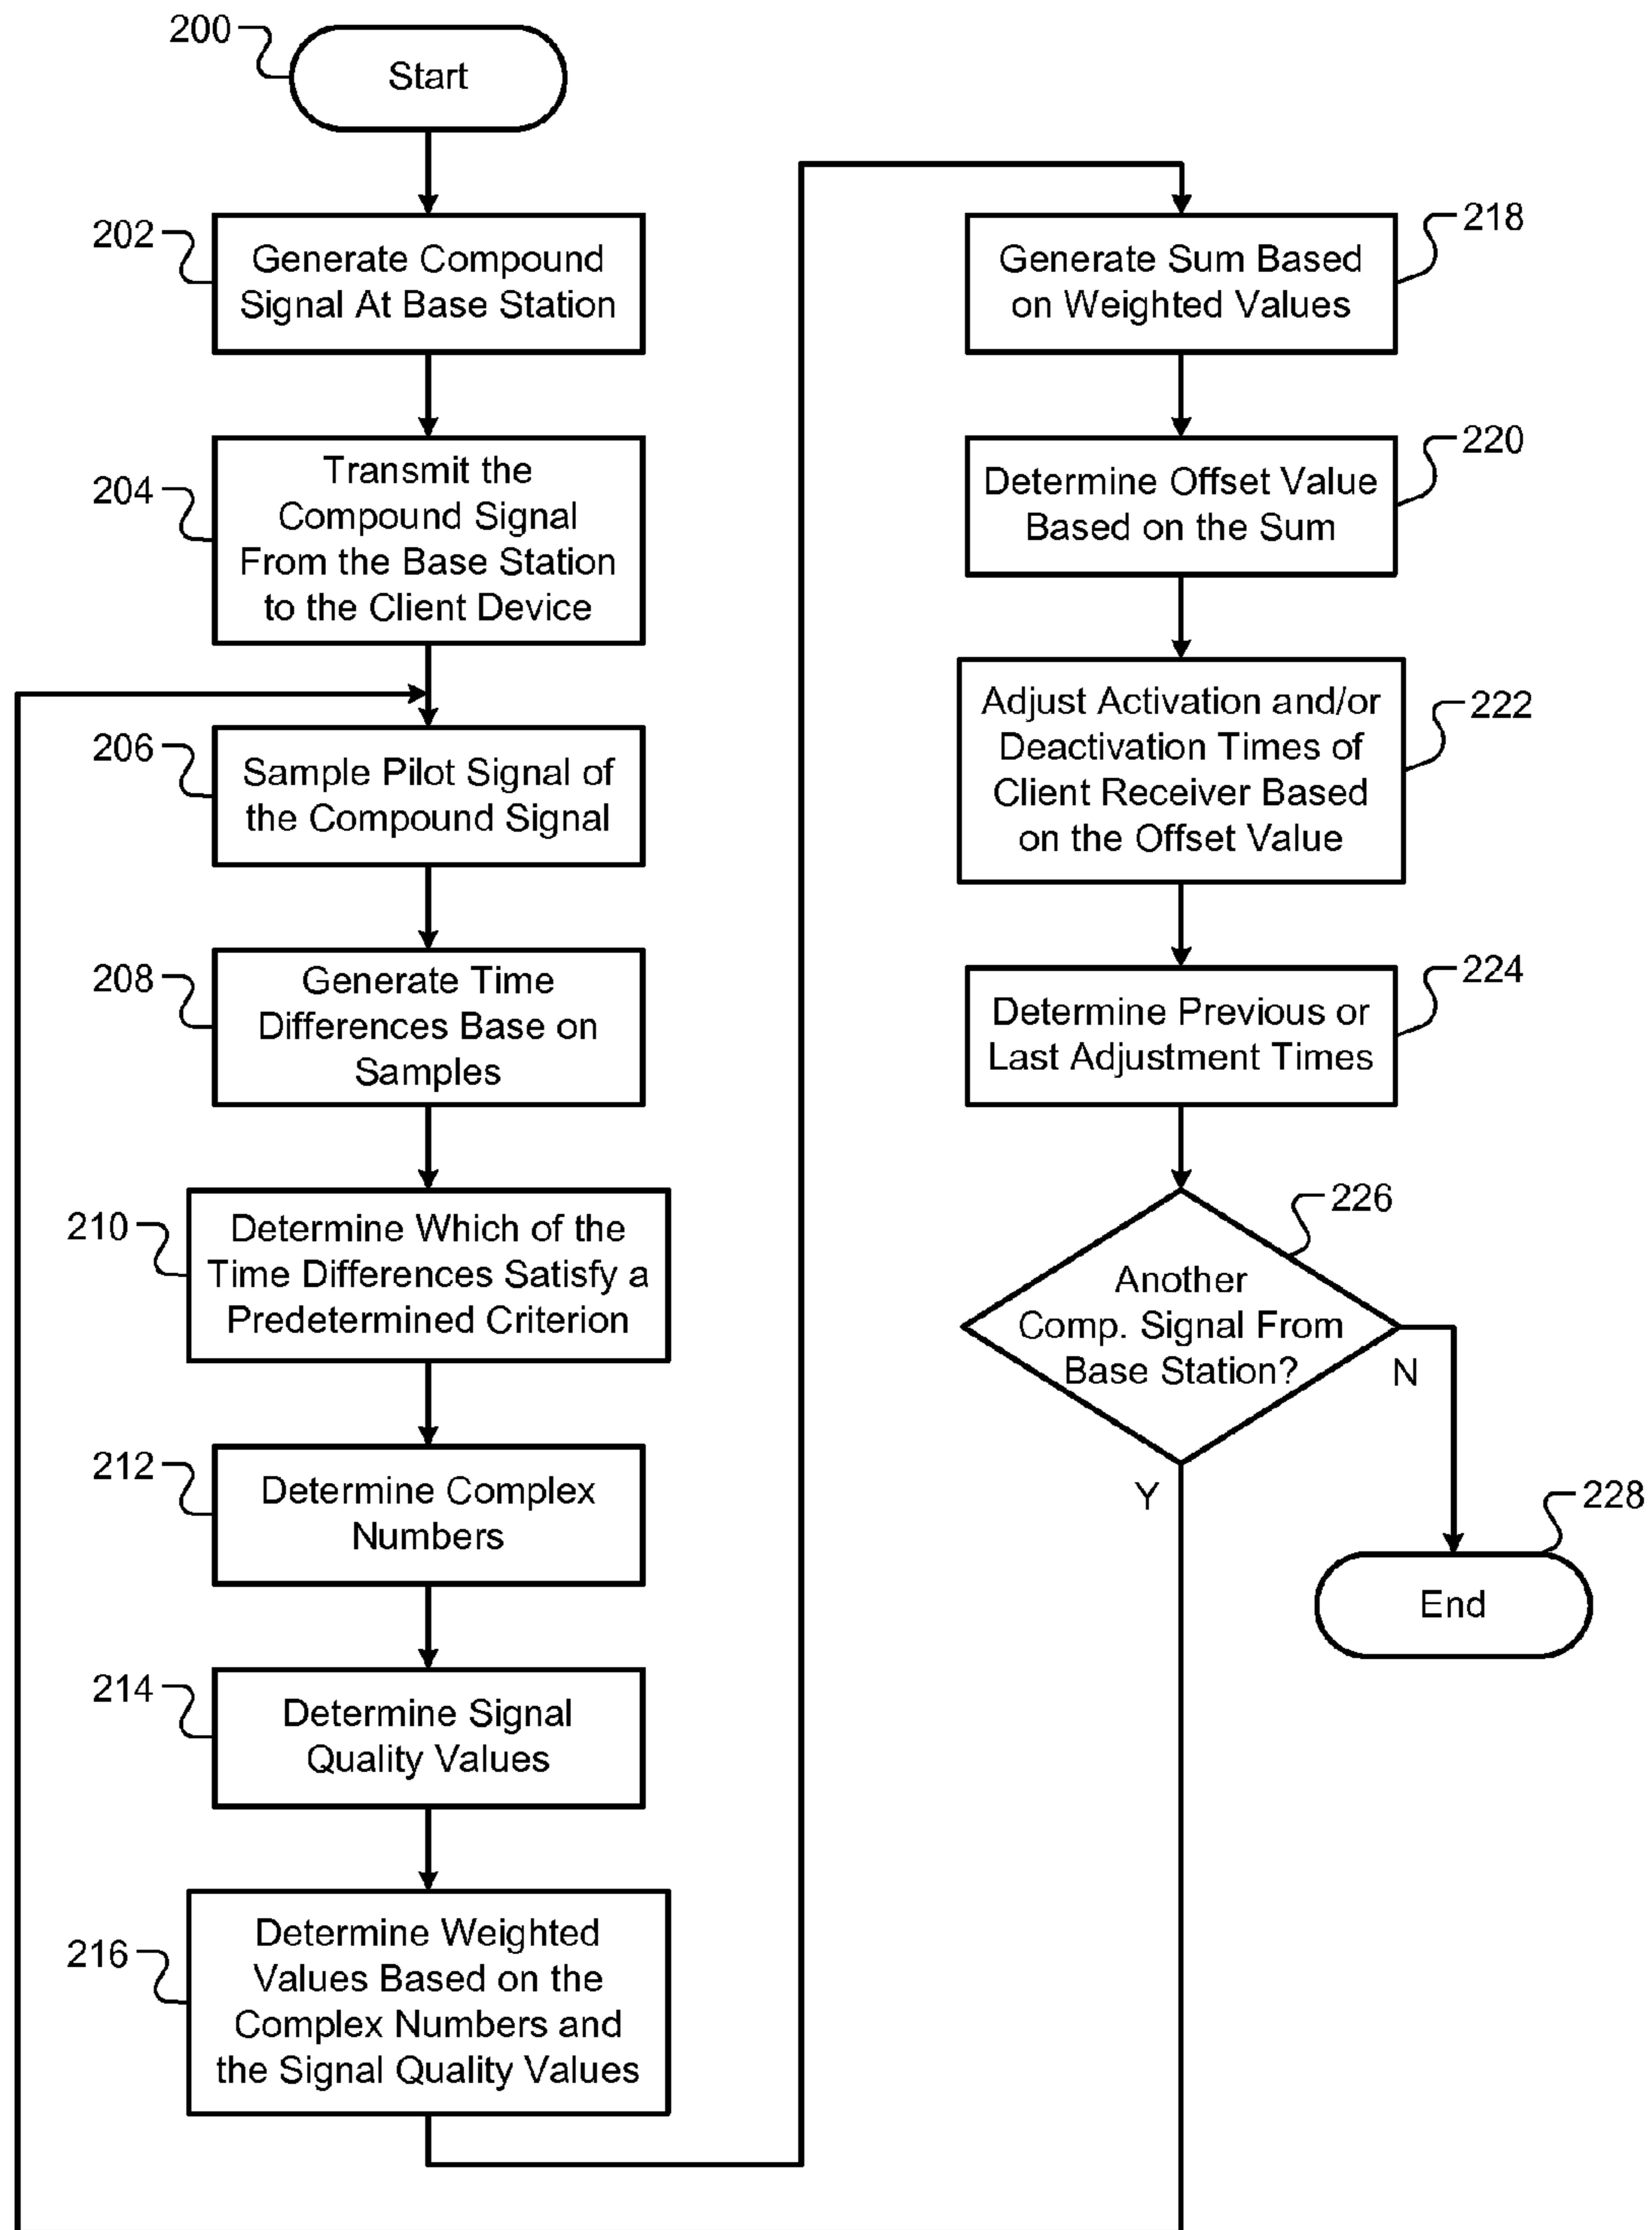 200
Start
202
Generate Compound
Signal At Base Station
204
Transmit the
Compound Signal
From the Base Station
to the Client Device
206
Sample Pilot Signal of
the Compound Signal
208
Generate Time
Differences Base on
Samples
210
Determine Which of the
Time Differences Satisfy a
Predetermined Criterion
212
Determine Complex
Numbers
214
Determine Signal
Quality Values
216
Determine Weighted
Values Based on the
Complex Numbers and
the Signal Quality Values
218
Generate Sum Based
on Weighted Values
220
Determine Offset Value
Based on the Sum
222
Adjust Activation and/or
Deactivation Times of
Client Receiver Based
on the Offset Value
224
Determine Previous or
Last Adjustment Times
226
Another
Comp. Signal From
Base Station?
N
Y
228
End